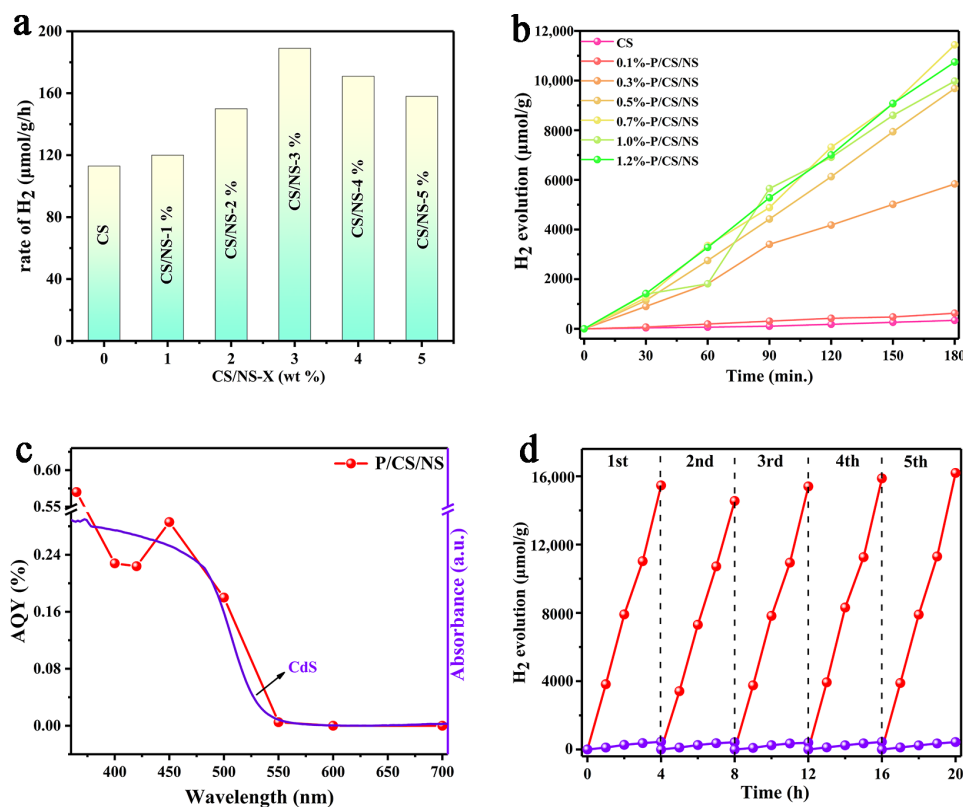 a
rate of H2 (μmol/g/h)
200
160
120
80
40
0
CS
CS/NS-1 %
CS/NS-2 %
CS/NS-3 %
CS/NS-4 %
CS/NS-5 %
0 1 2 3 4 5
CS/NS-X (wt %)
b
H2 evolution (μmol/g)
12,000
10,000
8000
6000
4000
2000
0
CS
0.1%-P/CS/NS
0.3%-P/CS/NS
0.5%-P/CS/NS
0.7%-P/CS/NS
1.0%-P/CS/NS
1.2%-P/CS/NS
0 30 60 90 120 150 180
Time (min.)
c
AQY (%)
0.60
0.55
0.24
0.16
0.08
0.00
P/CS/NS
CdS
Absorbance (a.u.)
400 450 500 550 600 650 700
Wavelength (nm)
d
H2 evolution (μmol/g)
16,000
12,000
8000
4000
0
1st 2nd 3rd 4th 5th
0 4 8 12 16 20
Time (h)